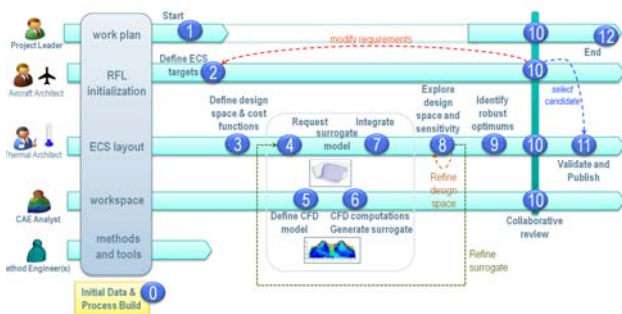 Start
Project Leader
work plan
1
10
12
End
modify requirements
Define ECS
targets
2
10
Aircraft Architect
RFL
initialization
select
candidate
Define design
space & cost
functions
Request
surrogate
model
Integrate
Explore
design
space and
sensitivity
Identify
robust
optimums
Thermal Architect
ECS layout
3
4
7
8
9
10
11
Validate and
Publish
Refine
design
space
CAE Analyst
workspace
5
6
10
Define CFD
model
CFD computations
Generate surrogate
Collaborative
review
Method Engineer(s)
methods
and tools
Refine
surrogate
Initial Data &
Process Build
0